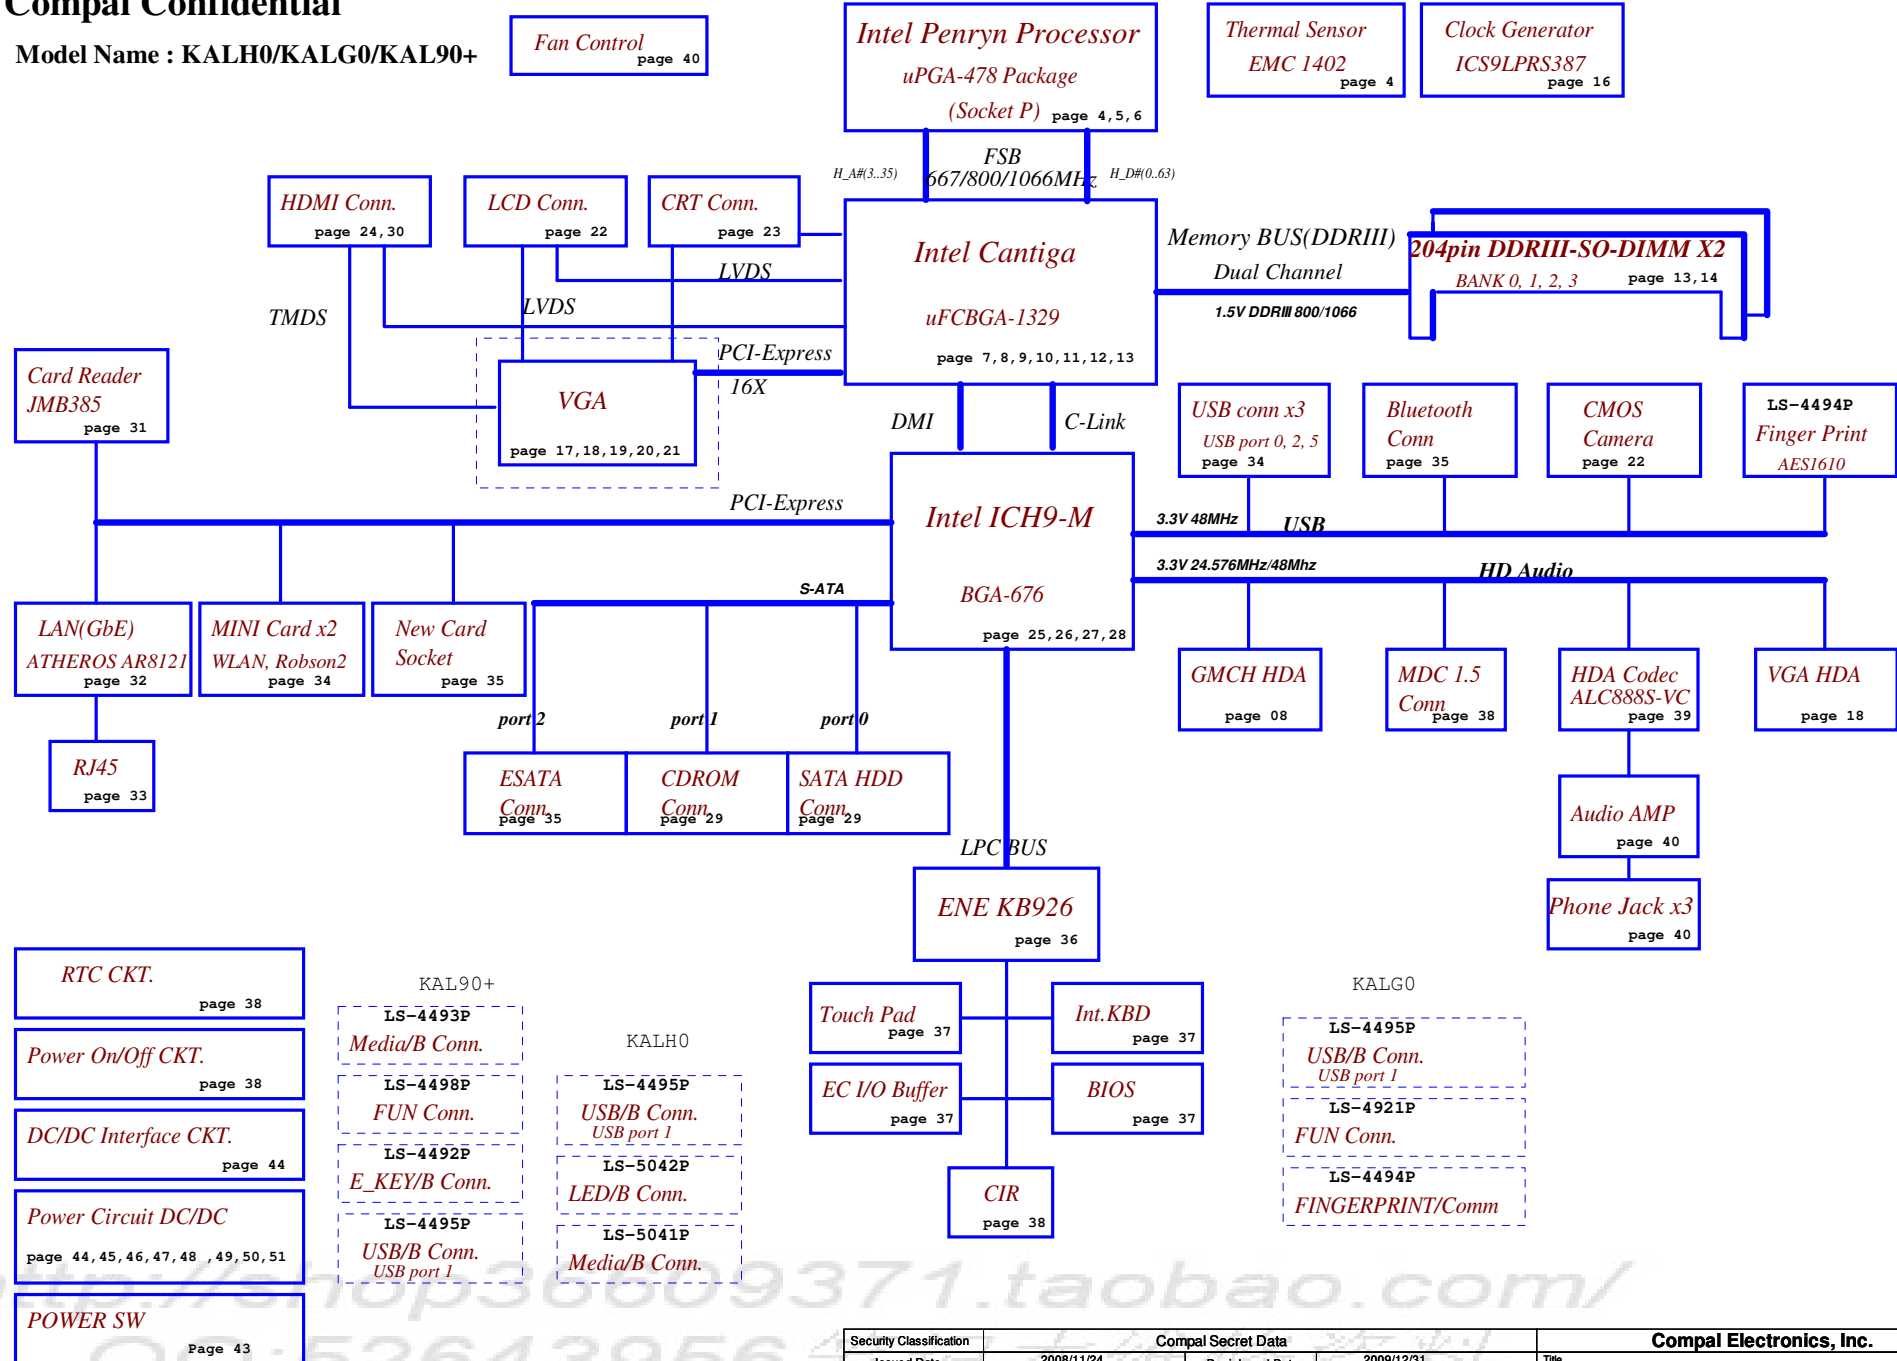 Compal Confidential
Model Name : KALH0/KALG0/KAL90+
Fan Control
page 40
Intel Penryn Processor
uPGA-478 Package
(Socket P) page 4,5,6
Thermal Sensor
EMC 1402
page 4
Clock Generator
ICS9LPRS387
page 16
H_A#(3..35)
FSB
667/800/1066MHz
H_D#(0..63)
HDMI Conn.
page 24,30
LCD Conn.
page 22
CRT Conn.
page 23
Intel Cantiga
uFCBGA-1329
page 7,8,9,10,11,12,13
Memory BUS(DDRIII)
Dual Channel
1.5V DDRIII 800/1066
204pin DDRIII-SO-DIMM X2
BANK 0, 1, 2, 3 page 13,14
LVDS
LVDS
TMDS
PCI-Express
16X
VGA
page 17,18,19,20,21
Card Reader
JMB385
page 31
DMI
C-Link
USB conn x3
USB port 0, 2, 5
page 34
Bluetooth
Conn
page 35
CMOS
Camera
page 22
LS-4494P
Finger Print
AES1610
PCI-Express
Intel ICH9-M
BGA-676
page 25,26,27,28
3.3V 48MHz
USB
3.3V 24.576MHz/48Mhz
HD Audio
S-ATA
LAN(GbE)
ATHEROS AR8121
page 32
MINI Card x2
WLAN, Robson2
page 34
New Card
Socket
page 35
GMCH HDA
page 08
MDC 1.5
Conn
page 38
HDA Codec
ALC888S-VC
page 39
VGA HDA
page 18
port 2
port 1
port 0
RJ45
page 33
ESATA
Conn.
page 35
CDROM
Conn.
page 29
SATA HDD
Conn.
page 29
Audio AMP
page 40
LPC BUS
ENE KB926
page 36
Phone Jack x3
page 40
RTC CKT.
page 38
Power On/Off CKT.
page 38
DC/DC Interface CKT.
page 44
Power Circuit DC/DC
page 44,45,46,47,48 ,49,50,51
POWER SW
Page 43
KAL90+
LS-4493P
Media/B Conn.
LS-4498P
FUN Conn.
LS-4492P
E_KEY/B Conn.
LS-4495P
USB/B Conn.
USB port 1
KALH0
LS-4495P
USB/B Conn.
USB port 1
LS-5042P
LED/B Conn.
LS-5041P
Media/B Conn.
Touch Pad
page 37
Int.KBD
page 37
EC I/O Buffer
page 37
BIOS
page 37
CIR
page 38
KALG0
LS-4495P
USB/B Conn.
USB port 1
LS-4921P
FUN Conn.
LS-4494P
FINGERPRINT/Comm
http://shop36609371.taobao.com/
Security Classification
Compal Secret Data
Compal Electronics, Inc.
Issued Date
2008/11/24
2009/12/31
Title